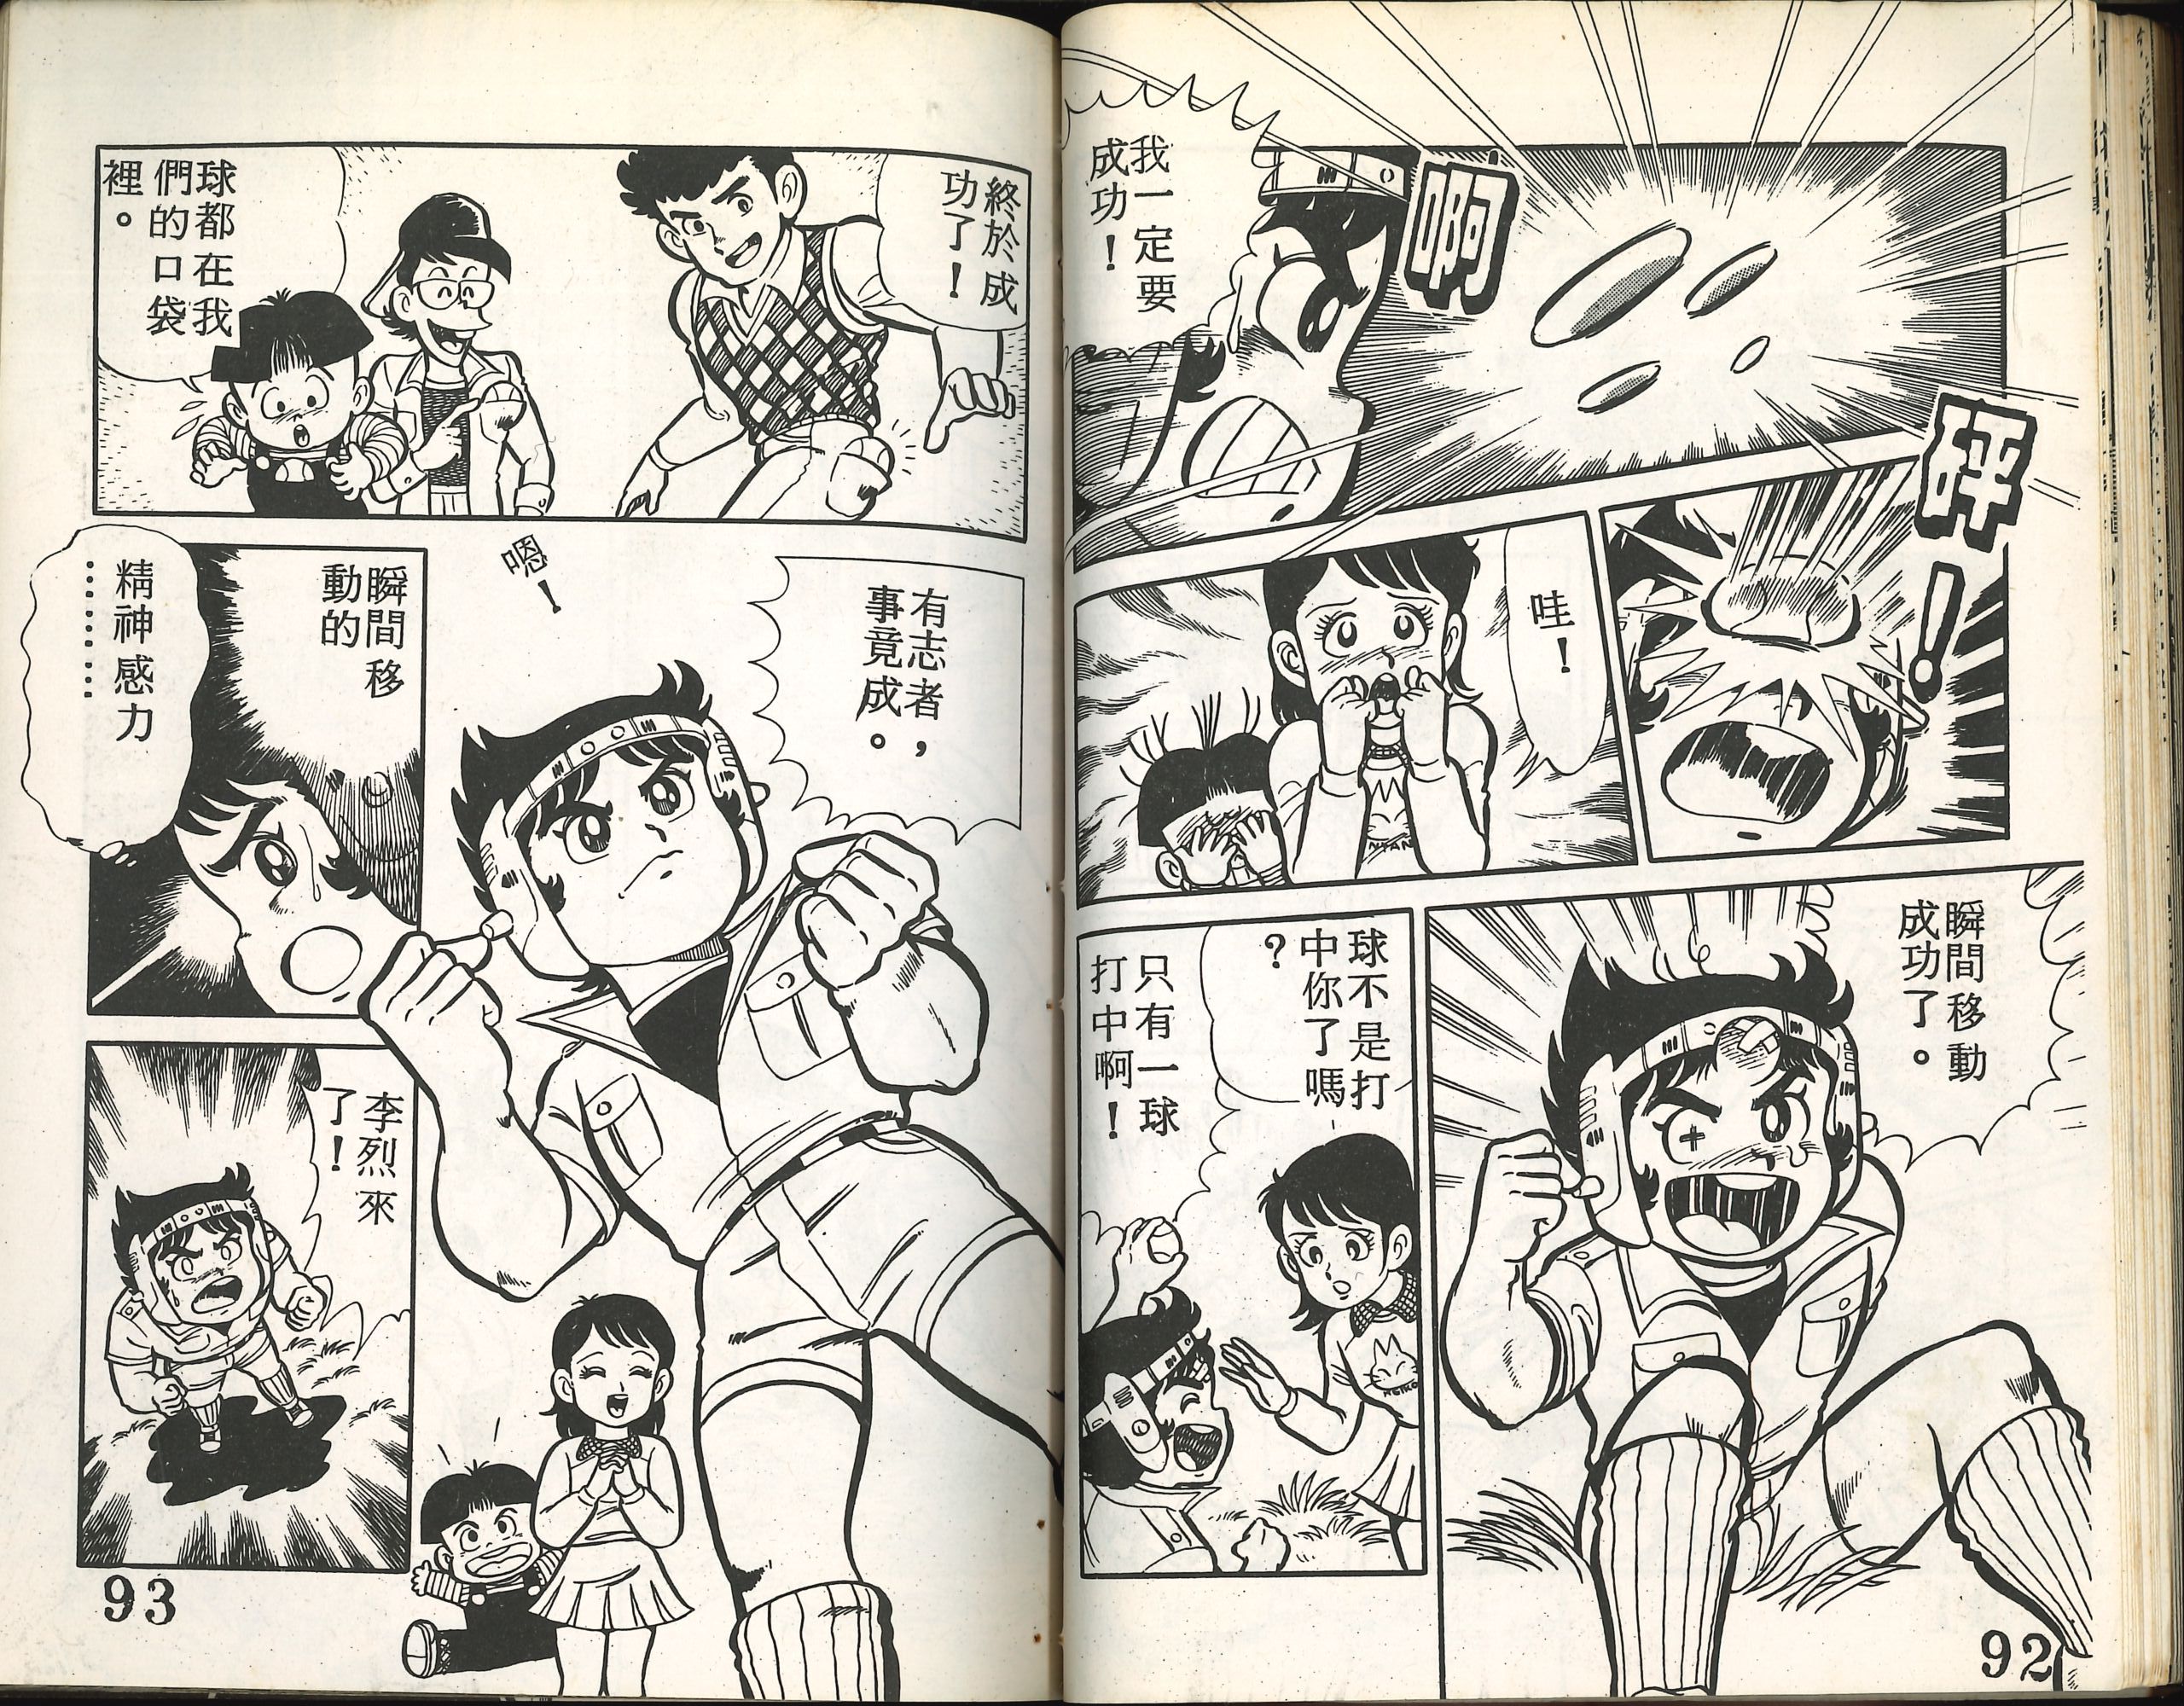 啊
我一定要
成功！
砰！
哇！
NYAN
瞬間移動
成功了。
球不是打
中你了嗎
？
只有一球
打中啊！
92
終於成
功了！
球都在我
們的口袋
裡。
有志者，
事竟成。
嗯！
瞬間移
動的
精神感力
………
李烈來
了！
93